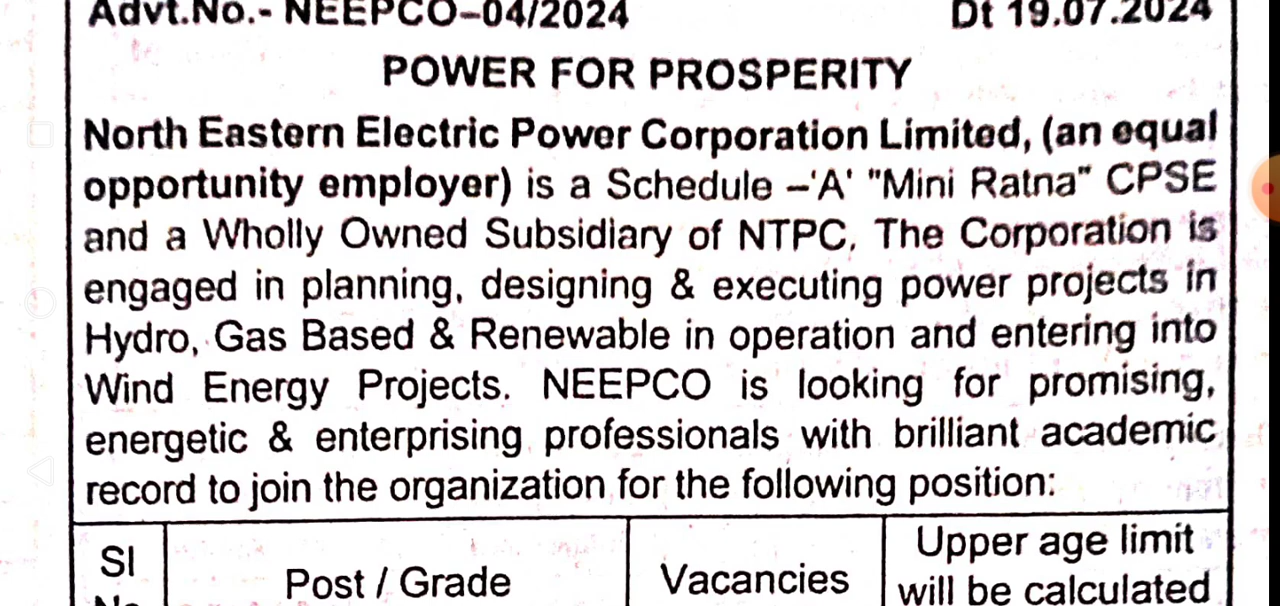 Advt.No.- NEEPCO–04/2024 Dt 19.07.2024
POWER FOR PROSPERITY
North Eastern Electric Power Corporation Limited, (an equal
opportunity employer) is a Schedule –'A' "Mini Ratna" CPSE
and a Wholly Owned Subsidiary of NTPC. The Corporation is
engaged in planning, designing & executing power projects in
Hydro, Gas Based & Renewable in operation and entering into
Wind Energy Projects. NEEPCO is looking for promising,
energetic & enterprising professionals with brilliant academic
record to join the organization for the following position:
Sl No
Post / Grade
Vacancies
Upper age limit
will be calculated